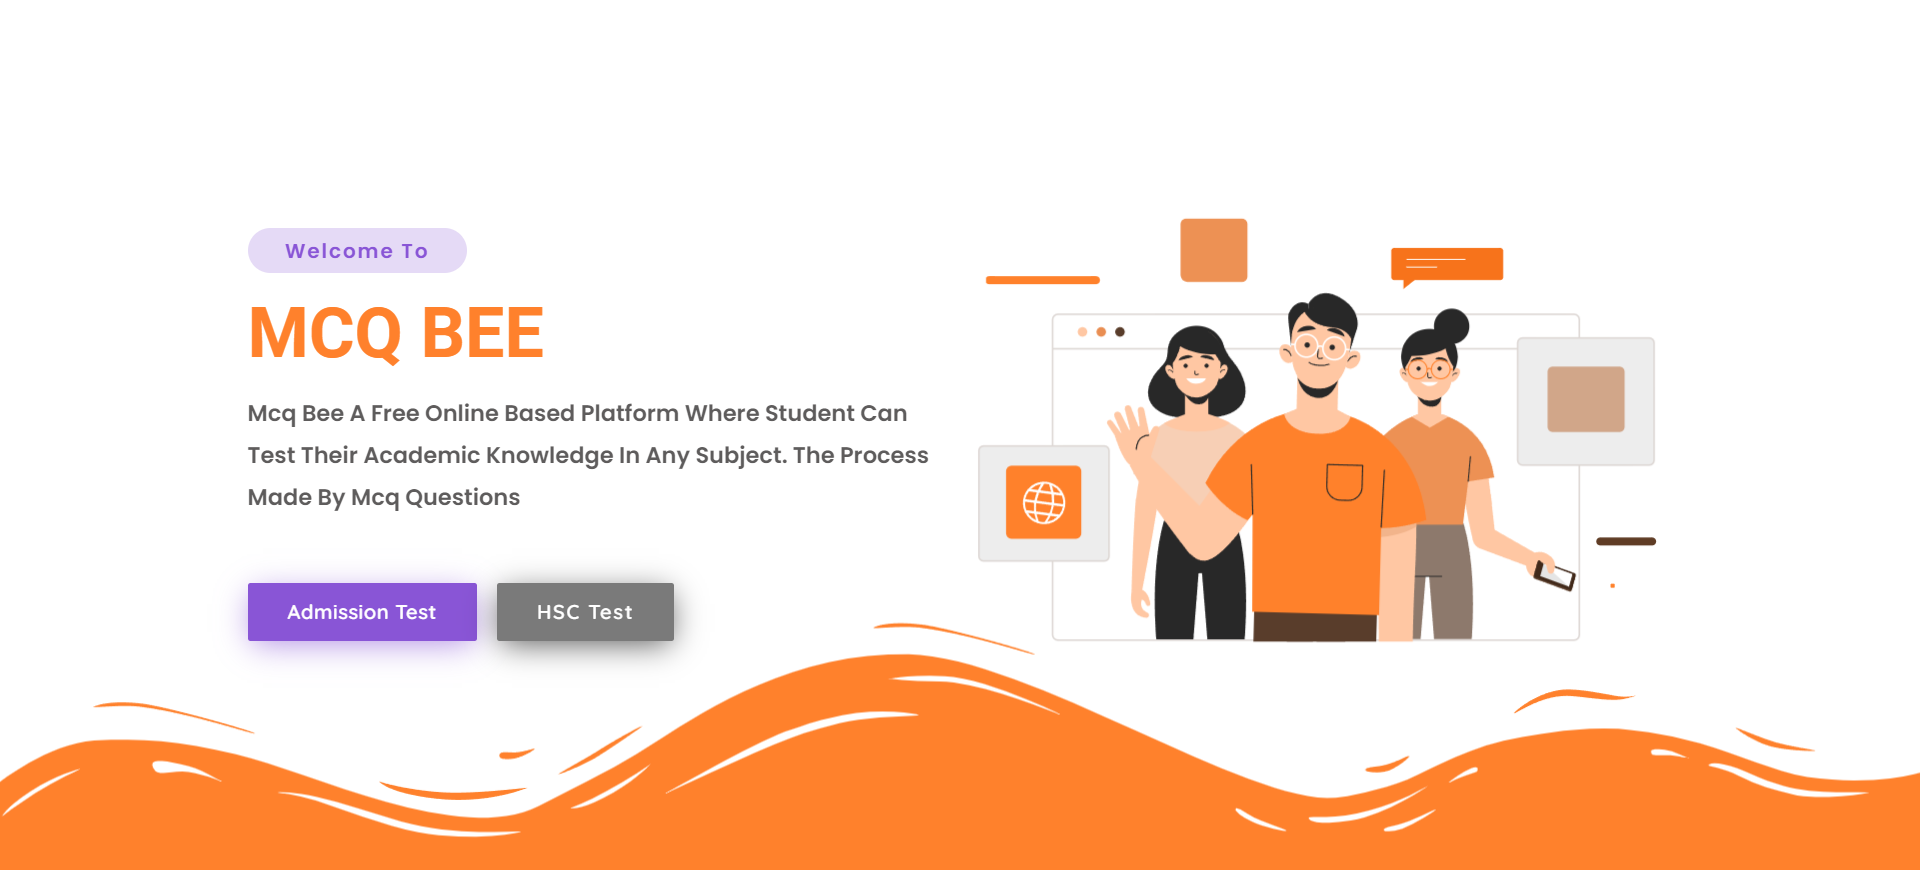 Welcome To
MCQ BEE
Mcq Bee A Free Online Based Platform Where Student Can
Test Their Academic Knowledge In Any Subject. The Process
Made By Mcq Questions
Admission Test
HSC Test